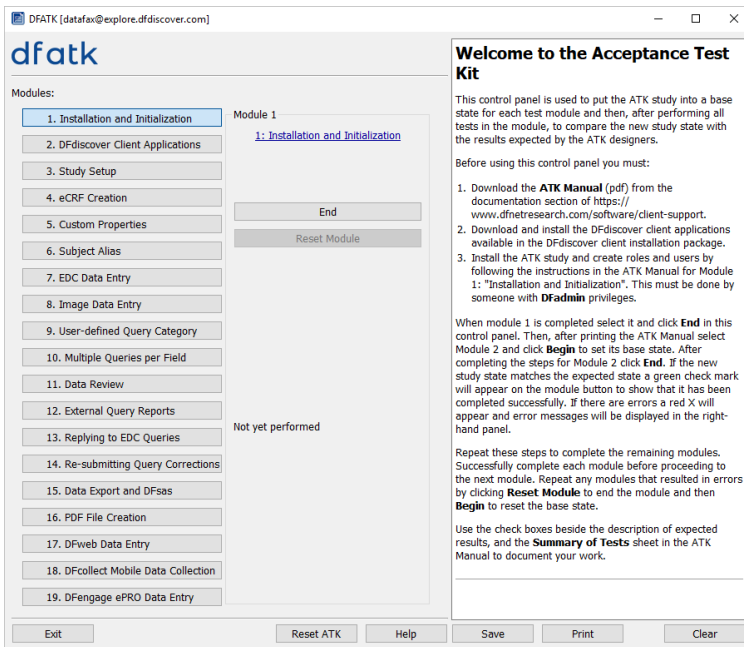 DFATK [datafax@explore.dfdiscover.com]
dfatk
Modules:
1. Installation and Initialization
2. DFdiscover Client Applications
3. Study Setup
4. eCRF Creation
5. Custom Properties
6. Subject Alias
7. EDC Data Entry
8. Image Data Entry
9. User-defined Query Category
10. Multiple Queries per Field
11. Data Review
12. External Query Reports
13. Replying to EDC Queries
14. Re-submitting Query Corrections
15. Data Export and DFsas
16. PDF File Creation
17. DFweb Data Entry
18. DFcollect Mobile Data Collection
19. DFengage ePRO Data Entry
Module 1
1: Installation and Initialization
End
Reset Module
Not yet performed
Welcome to the Acceptance Test
Kit
This control panel is used to put the ATK study into a base
state for each test module and then, after performing all
tests in the module, to compare the new study state with
the results expected by the ATK designers.
Before using this control panel you must:
1. Download the ATK Manual (pdf) from the
documentation section of https://
www.dfnetresearch.com/software/client-support.
2. Download and install the DFdiscover client applications
available in the DFdiscover client installation package.
3. Install the ATK study and create roles and users by
following the instructions in the ATK Manual for Module
1: "Installation and Initialization". This must be done by
someone with DFadmin privileges.
When module 1 is completed select it and click End in this
control panel. Then, after printing the ATK Manual select
Module 2 and click Begin to set its base state. After
completing the steps for Module 2 click End. If the new
study state matches the expected state a green check mark
will appear on the module button to show that it has been
completed successfully. If there are errors a red X will
appear and error messages will be displayed in the right-
hand panel.
Repeat these steps to complete the remaining modules.
Successfully complete each module before proceeding to
the next module. Repeat any modules that resulted in errors
by clicking Reset Module to end the module and then
Begin to reset the base state.
Use the check boxes beside the description of expected
results, and the Summary of Tests sheet in the ATK
Manual to document your work.
Exit
Reset ATK
Help
Save
Print
Clear